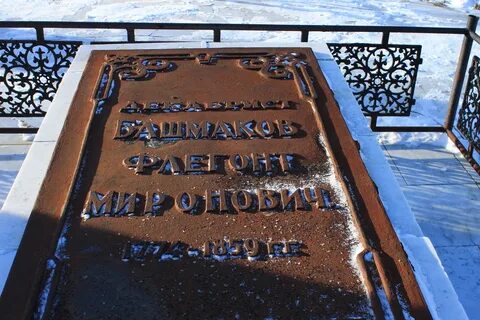 ДЕКАБРИСТ
БАШМАКОВ
ФЛЕГОНТ
МИРОНОВИЧ
1774-1859 ГГ.